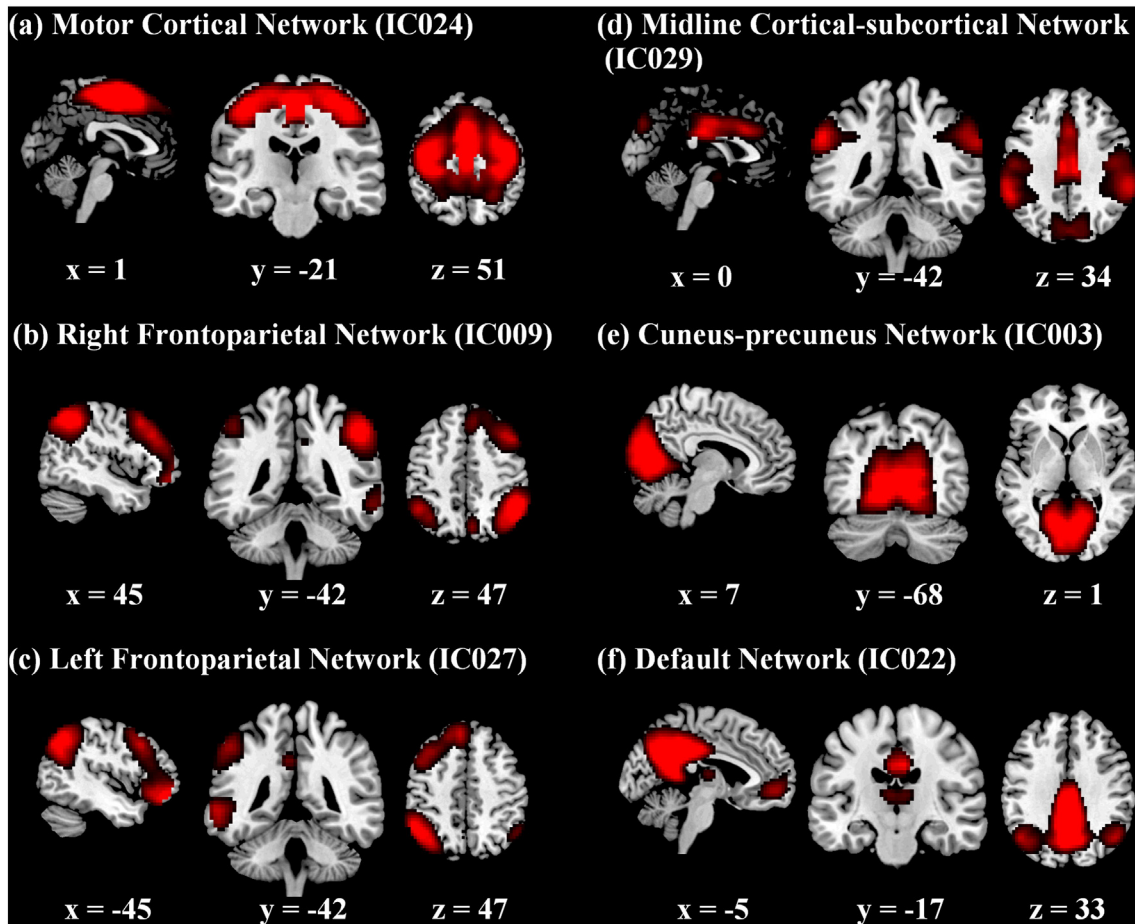 (a) Motor Cortical Network (IC024)
x = 1 y = -21 z = 51
(d) Midline Cortical-subcortical Network
(IC029)
x = 0 y = -42 z = 34
(b) Right Frontoparietal Network (IC009)
x = 45 y = -42 z = 47
(e) Cuneus-precuneus Network (IC003)
x = 7 y = -68 z = 1
(c) Left Frontoparietal Network (IC027)
x = -45 y = -42 z = 47
(f) Default Network (IC022)
x = -5 y = -17 z = 33